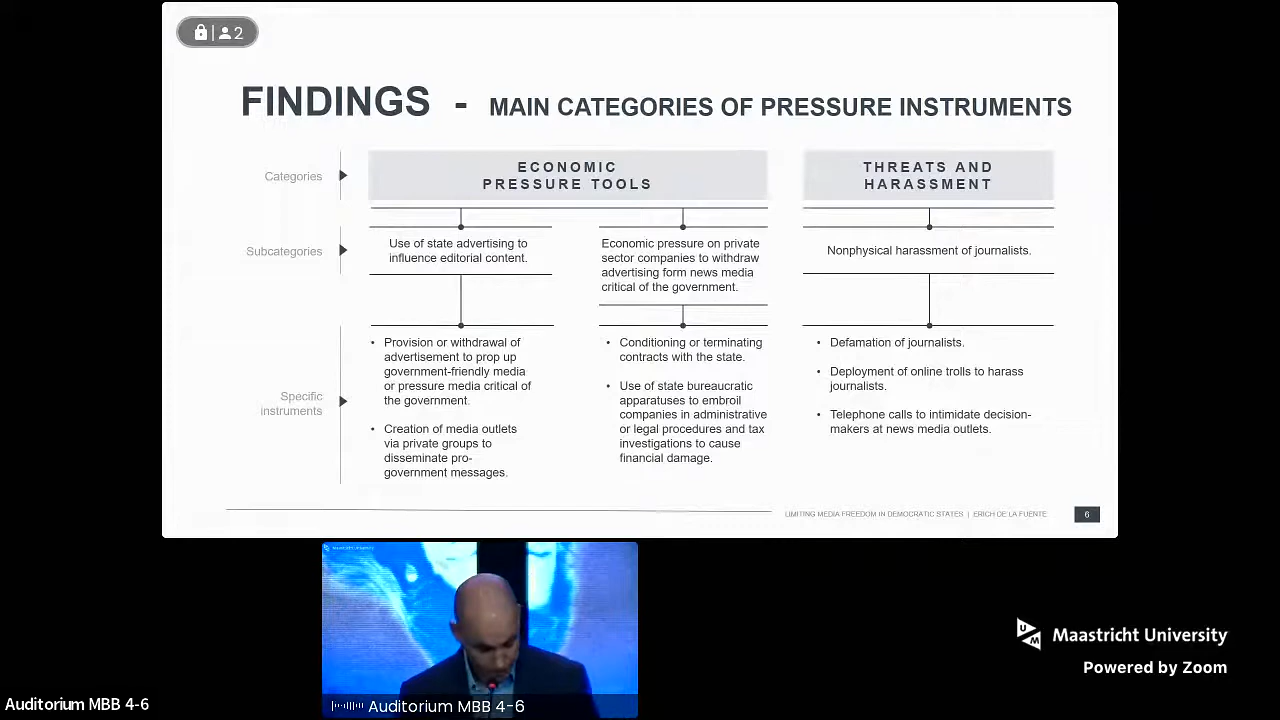 2
FINDINGS - MAIN CATEGORIES OF PRESSURE INSTRUMENTS
Categories
ECONOMIC
PRESSURE TOOLS
THREATS AND
HARASSMENT
Subcategories
Use of state advertising to
influence editorial content.
Economic pressure on private
sector companies to withdraw
advertising form news media
critical of the government.
Nonphysical harassment of journalists.
Specific
instruments
• Provision or withdrawal of
advertisement to prop up
government-friendly media
or pressure media critical of
the government.
• Creation of media outlets
via private groups to
disseminate pro-
government messages.
• Conditioning or terminating
contracts with the state.
• Use of state bureaucratic
apparatuses to embroil
companies in administrative
or legal procedures and tax
investigations to cause
financial damage.
• Defamation of journalists.
• Deployment of online trolls to harass
journalists.
• Telephone calls to intimidate decision-
makers at news media outlets.
LIMITING MEDIA FREEDOM IN DEMOCRATIC STATES | ERICH DE LA FUENTE
6
Auditorium MBB 4-6
UM
Maastricht University
Powered by Zoom
Auditorium MBB 4-6